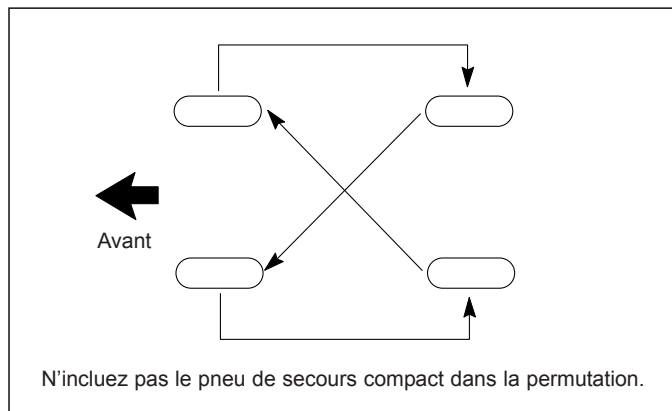 Avant
N'incluez pas le pneu de secours compact dans la permutation.